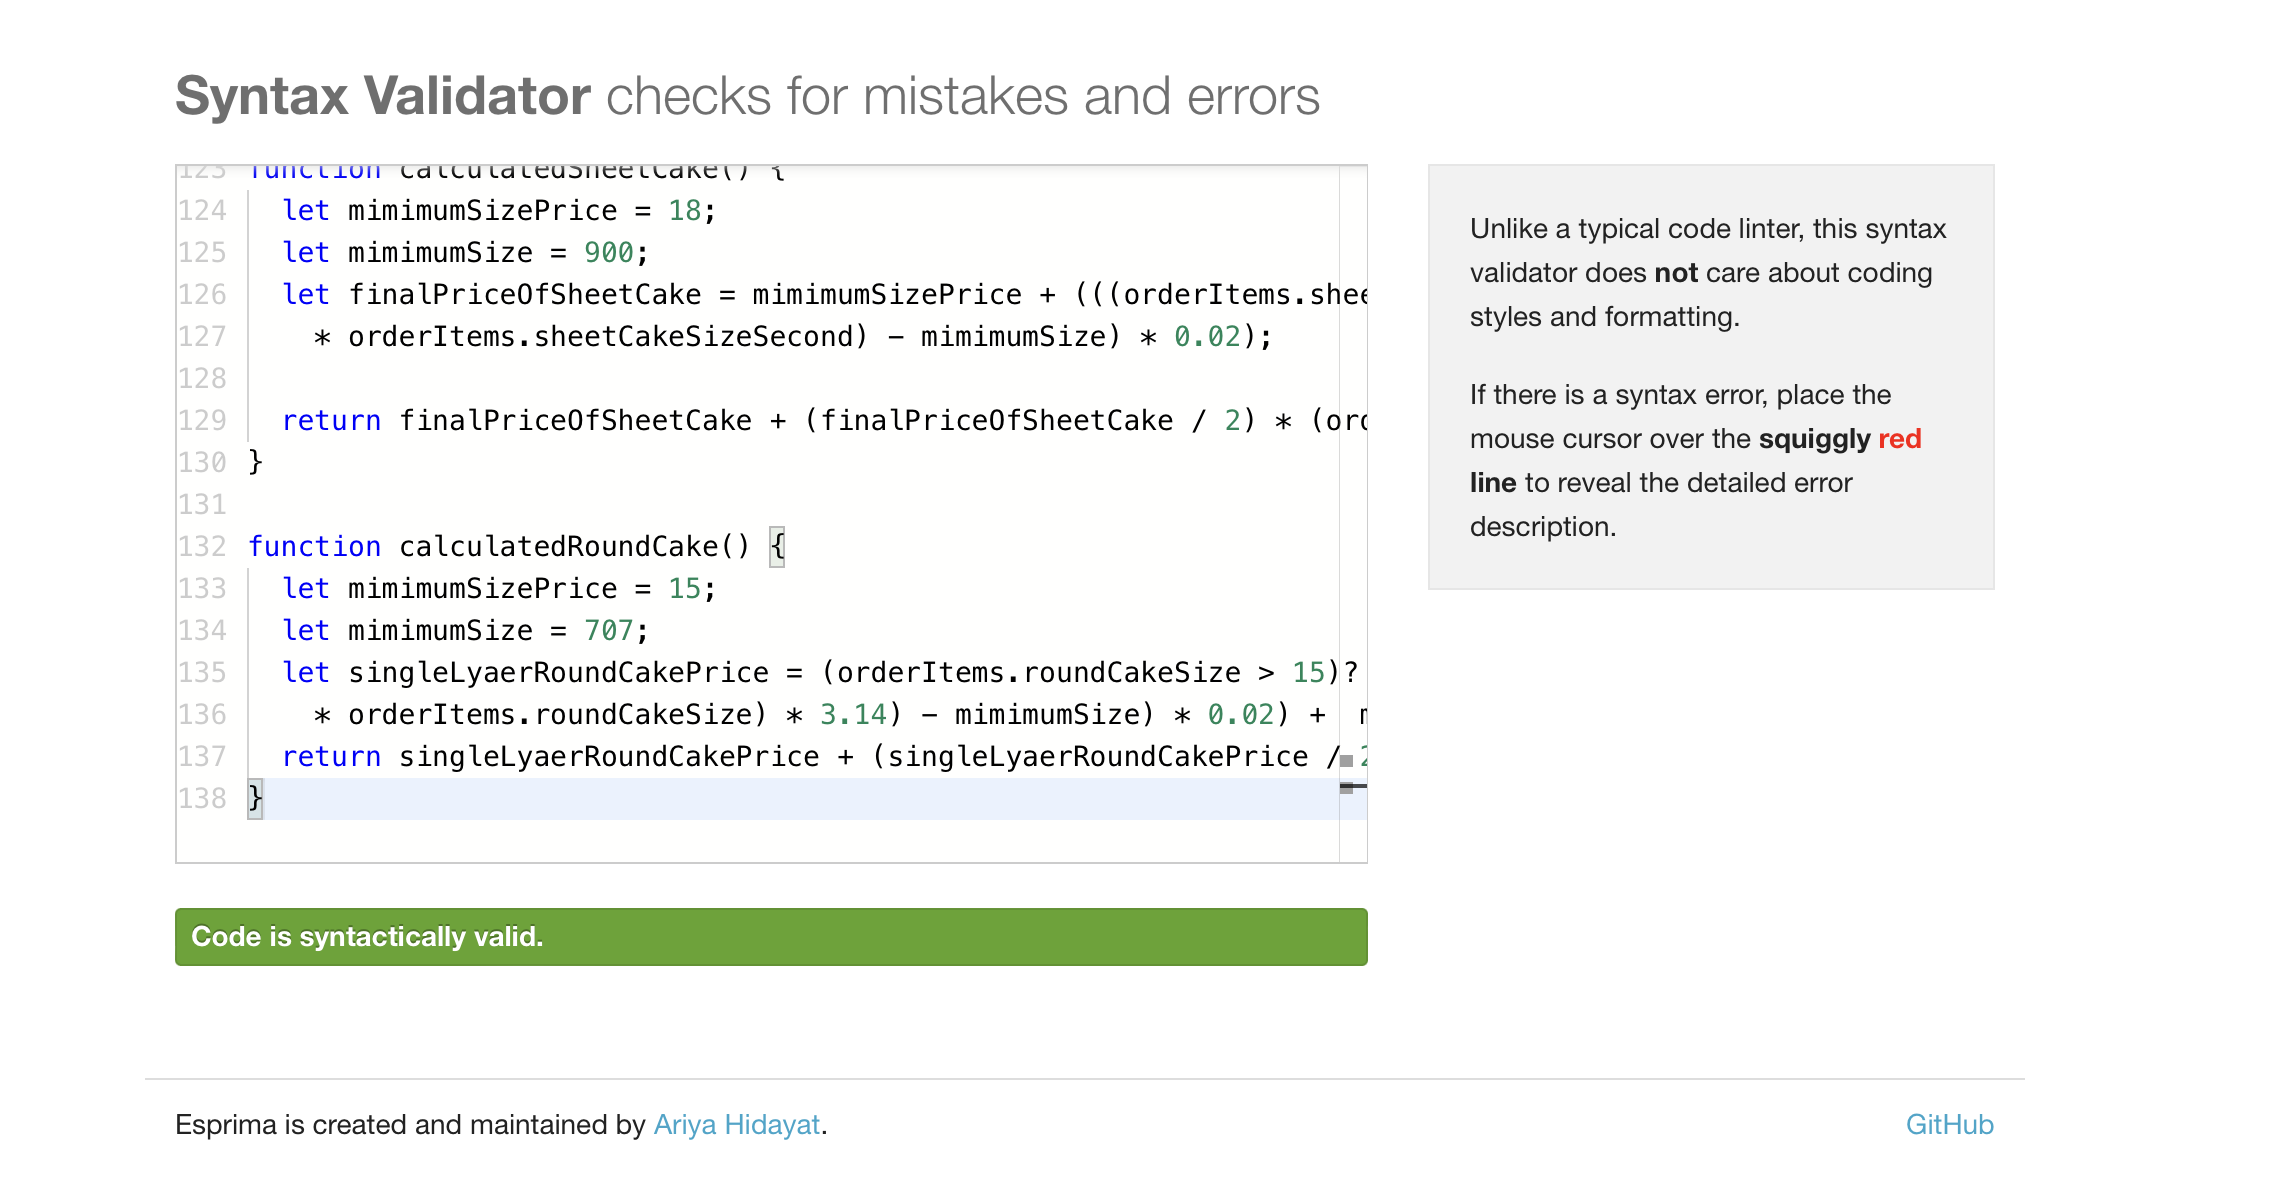 Syntax Validator checks for mistakes and errors
123 function calculatedSheetCake() {
124 let mimimumSizePrice = 18;
125 let mimimumSize = 900;
126 let finalPriceOfSheetCake = mimimumSizePrice + (((orderItems.shee
127 * orderItems.sheetCakeSizeSecond) - mimimumSize) * 0.02);
128
129 return finalPriceOfSheetCake + (finalPriceOfSheetCake / 2) * (ord
130 }
131
132 function calculatedRoundCake() {
133 let mimimumSizePrice = 15;
134 let mimimumSize = 707;
135 let singleLyaerRoundCakePrice = (orderItems.roundCakeSize > 15)?
136 * orderItems.roundCakeSize) * 3.14) - mimimumSize) * 0.02) + m
137 return singleLyaerRoundCakePrice + (singleLyaerRoundCakePrice / 2
138 }
Code is syntactically valid.
Unlike a typical code linter, this syntax
validator does not care about coding
styles and formatting.
If there is a syntax error, place the
mouse cursor over the squiggly red
line to reveal the detailed error
description.
Esprima is created and maintained by Ariya Hidayat.
GitHub